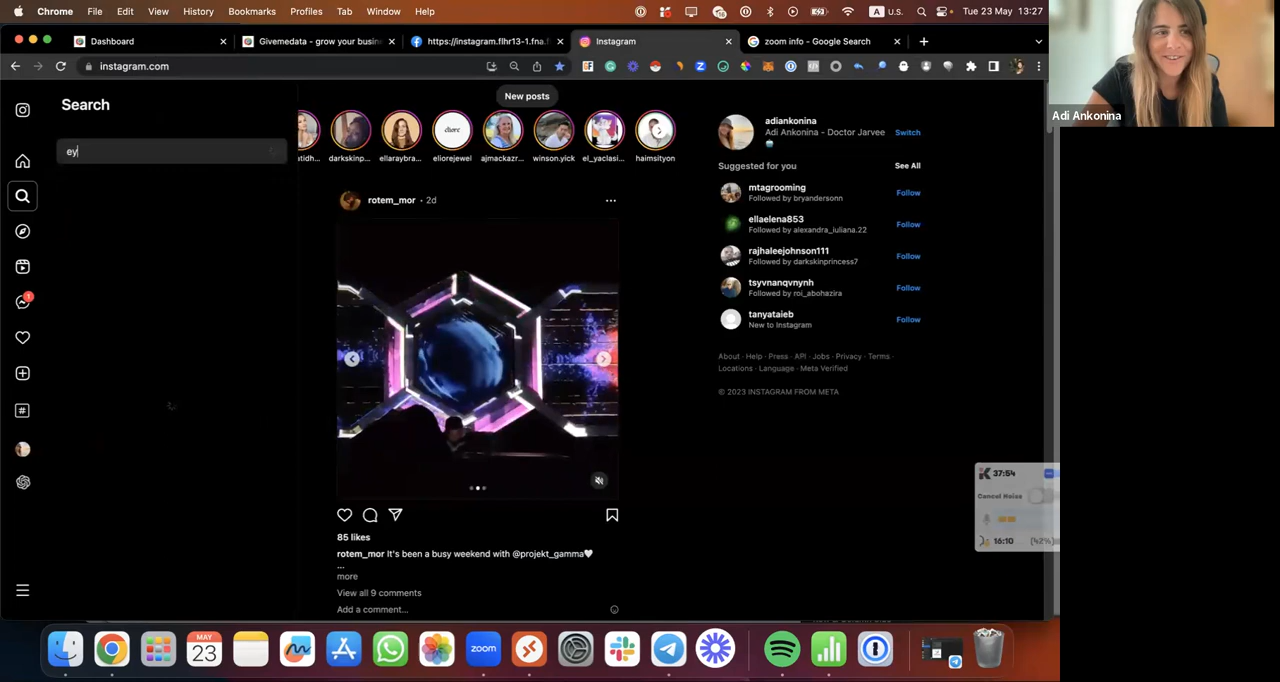 Chrome File Edit View History Bookmarks Profiles Tab Window Help
A U.S. Tue 23 May 13:27
Dashboard
Givemedata - grow your busin
https://instagram.flhr13-1.fna.f
Instagram
zoom info - Google Search
instagram.com
Search
ey
New posts
darkskinp...
ellaraybra...
eliorejewel
ajmackazr...
winson.yick
el_yaclasi...
haimsityon
rotem_mor • 2d
85 likes
rotem_mor It's been a busy weekend with @projekt_gamma🤍
...
more
View all 9 comments
Add a comment...
adiankonina
Adi Ankonina - Doctor Jarvee
Switch
Suggested for you
See All
mtagrooming
Followed by bryandersonn
Follow
ellaelena853
Followed by alexandra_iuliana.22
Follow
rajhaleejohnson111
Followed by darkskinprincess7
Follow
tsyvnanqvnynh
Followed by roi_abohazira
Follow
tanyataieb
New to Instagram
Follow
About · Help · Press · API · Jobs · Privacy · Terms ·
Locations · Language · Meta Verified
© 2023 INSTAGRAM FROM META
Adi Ankonina
37:54
Cancel Noise
16:10 (42%)
1
MAY
23
zoom